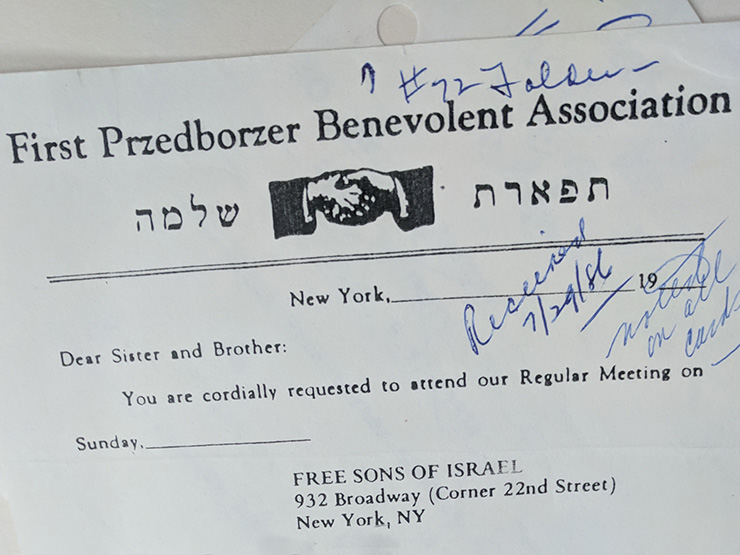 ↑ #22 Folder –
First Przedborzer Benevolent Association
תפארת שלמה
New York, 19
Received
7/29/86
noted
on all
cards
Dear Sister and Brother:
You are cordially requested to attend our Regular Meeting on
Sunday,
FREE SONS OF ISRAEL
932 Broadway (Corner 22nd Street)
New York, NY